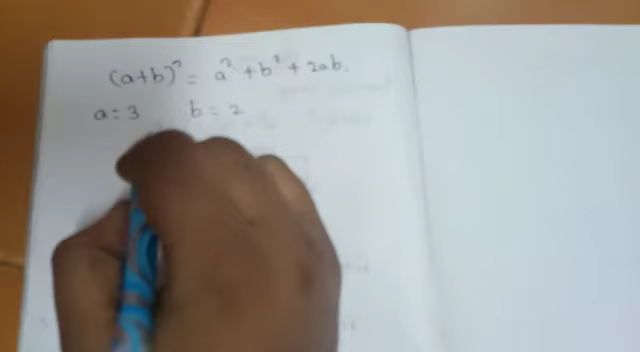 (a+b)² = a² + b² + 2ab.
a = 3 b = 2